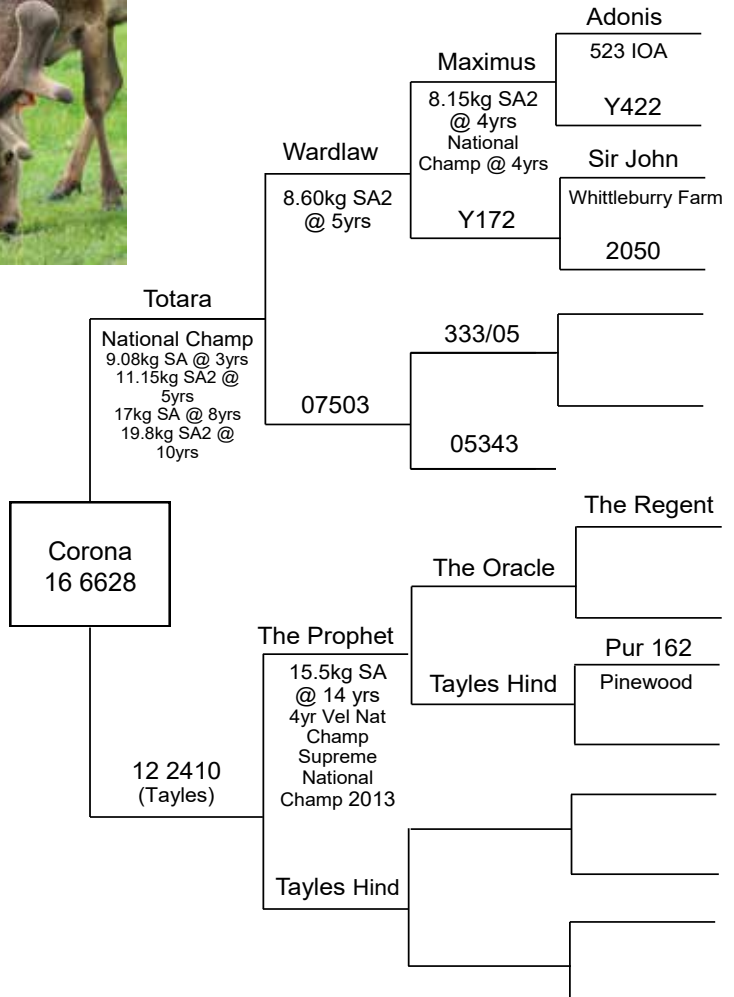 Adonis
523 IOA
Maximus
8.15kg SA2
@ 4yrs
National
Champ @ 4yrs
Y422
Wardlaw
8.60kg SA2
@ 5yrs
Sir John
Whittleburry Farm
Y172
2050
Totara
National Champ
9.08kg SA @ 3yrs
11.15kg SA2 @
5yrs
17kg SA @ 8yrs
19.8kg SA2 @
10yrs
333/05
07503
05343
Corona
16 6628
The Regent
The Oracle
The Prophet
15.5kg SA
@ 14 yrs
4yr Vel Nat
Champ
Supreme
National
Champ 2013
Pur 162
Pinewood
Tayles Hind
12 2410
(Tayles)
Tayles Hind